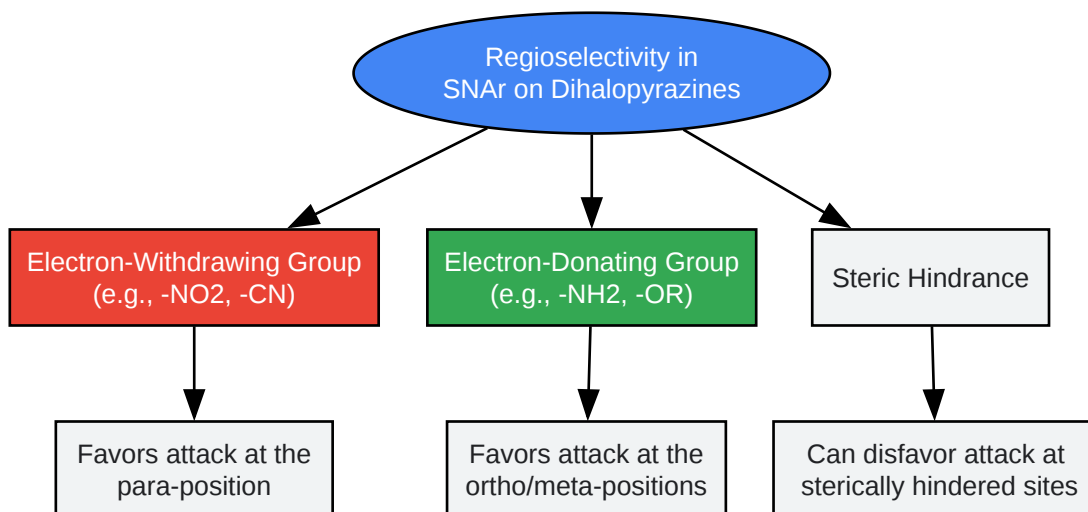 Regioselectivity in
SNAr on Dihalopyrazines
Electron-Withdrawing Group
(e.g., -NO2, -CN)
Electron-Donating Group
(e.g., -NH2, -OR)
Steric Hindrance
Favors attack at the
para-position
Favors attack at the
ortho/meta-positions
Can disfavor attack at
sterically hindered sites